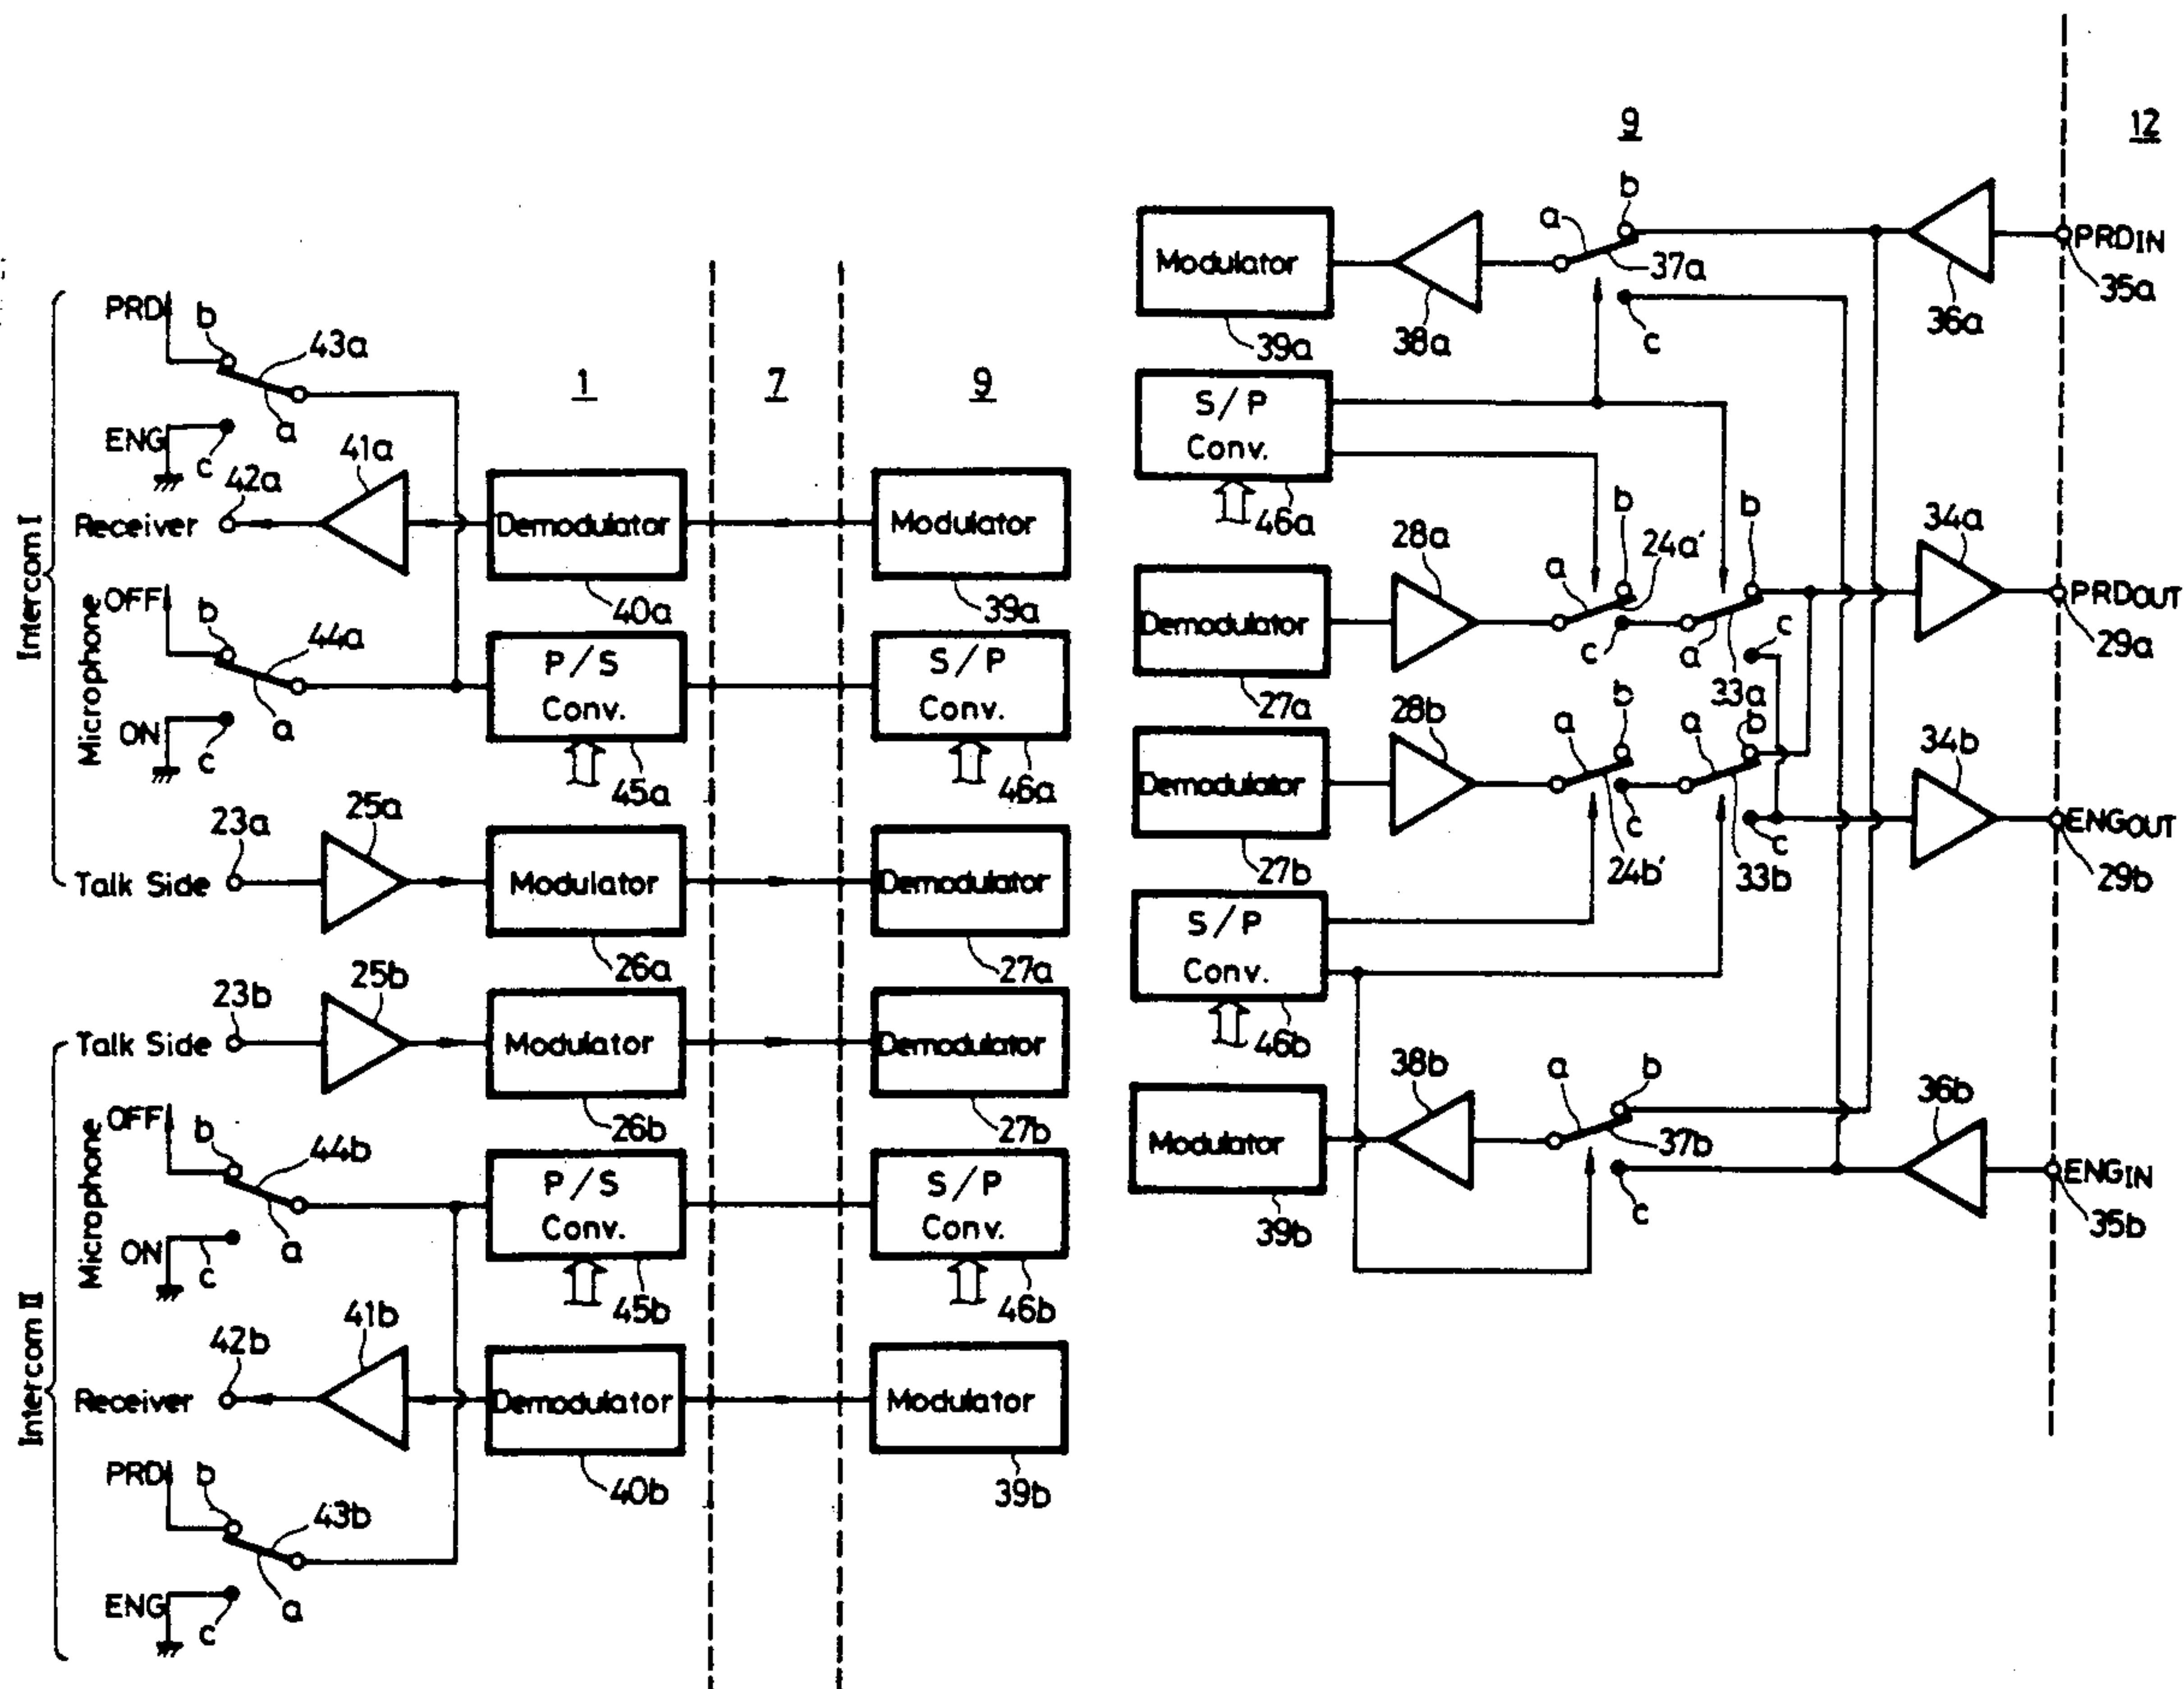 PRD
b
43a
a
ENG
c
41a
42a
Receiver
Demodulator
40a
Modulator
39a
1
7
9
Intercom I
Microphone
OFF
b
44a
a
ON
c
P/S
Conv.
45a
S/P
Conv.
46a
23a
25a
Talk Side
Modulator
26a
Demodulator
27a
23b
25b
Talk Side
Modulator
26b
Demodulator
27b
Intercom II
Microphone
OFF
b
44b
a
ON
c
P/S
Conv.
45b
S/P
Conv.
46b
42b
41b
Receiver
Demodulator
40b
Modulator
39b
PRD
b
43b
a
ENG
c
9
12
Modulator
39a
38a
a
b
37a
c
36a
PRDIN
35a
S/P
Conv.
46a
Demodulator
27a
28a
a
b
24a'
c
a
b
c
33a
34a
PRDOUT
29a
Demodulator
27b
28b
a
b
c
24b'
a
b
c
33b
34b
ENGOUT
29b
S/P
Conv.
46b
Modulator
39b
38b
a
b
37b
c
36b
ENGIN
35b